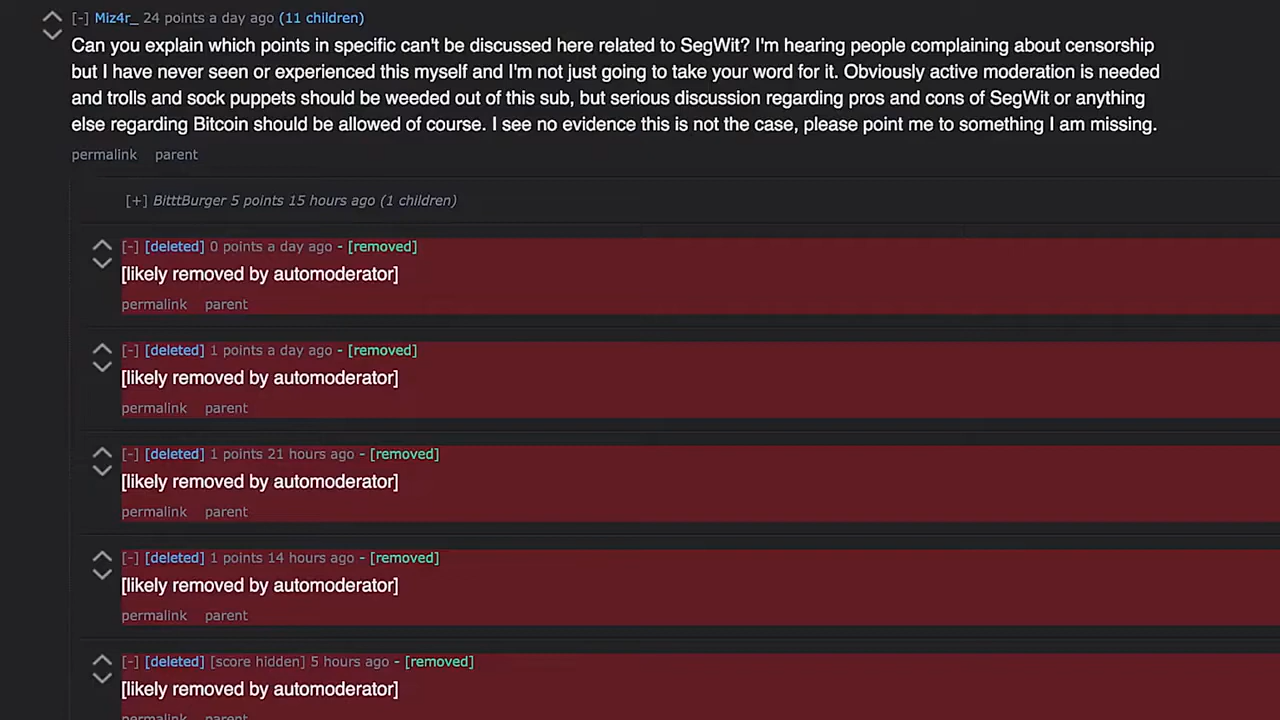 [-] Miz4r_ 24 points a day ago (11 children)
Can you explain which points in specific can't be discussed here related to SegWit? I'm hearing people complaining about censorship
but I have never seen or experienced this myself and I'm not just going to take your word for it. Obviously active moderation is needed
and trolls and sock puppets should be weeded out of this sub, but serious discussion regarding pros and cons of SegWit or anything
else regarding Bitcoin should be allowed of course. I see no evidence this is not the case, please point me to something I am missing.
permalink parent
[+] BitttBurger 5 points 15 hours ago (1 children)
[-] [deleted] 0 points a day ago - [removed]
[likely removed by automoderator]
permalink parent
[-] [deleted] 1 points a day ago - [removed]
[likely removed by automoderator]
permalink parent
[-] [deleted] 1 points 21 hours ago - [removed]
[likely removed by automoderator]
permalink parent
[-] [deleted] 1 points 14 hours ago - [removed]
[likely removed by automoderator]
permalink parent
[-] [deleted] [score hidden] 5 hours ago - [removed]
[likely removed by automoderator]
permalink parent